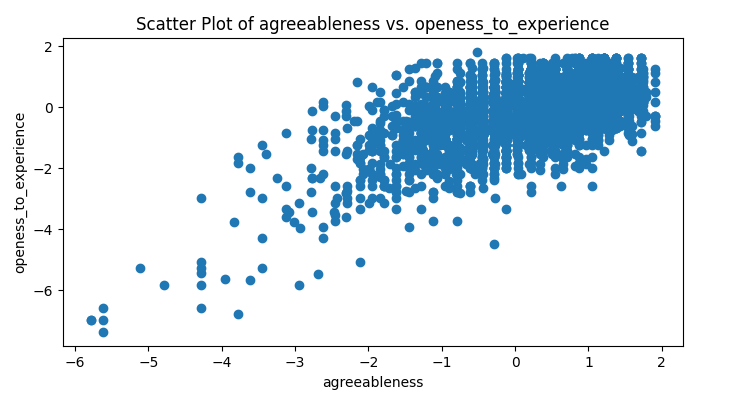 Scatter Plot of agreeableness vs. openess_to_experience
2
0
−2
−4
−6
openess_to_experience
−6 −5 −4 −3 −2 −1 0 1 2
agreeableness